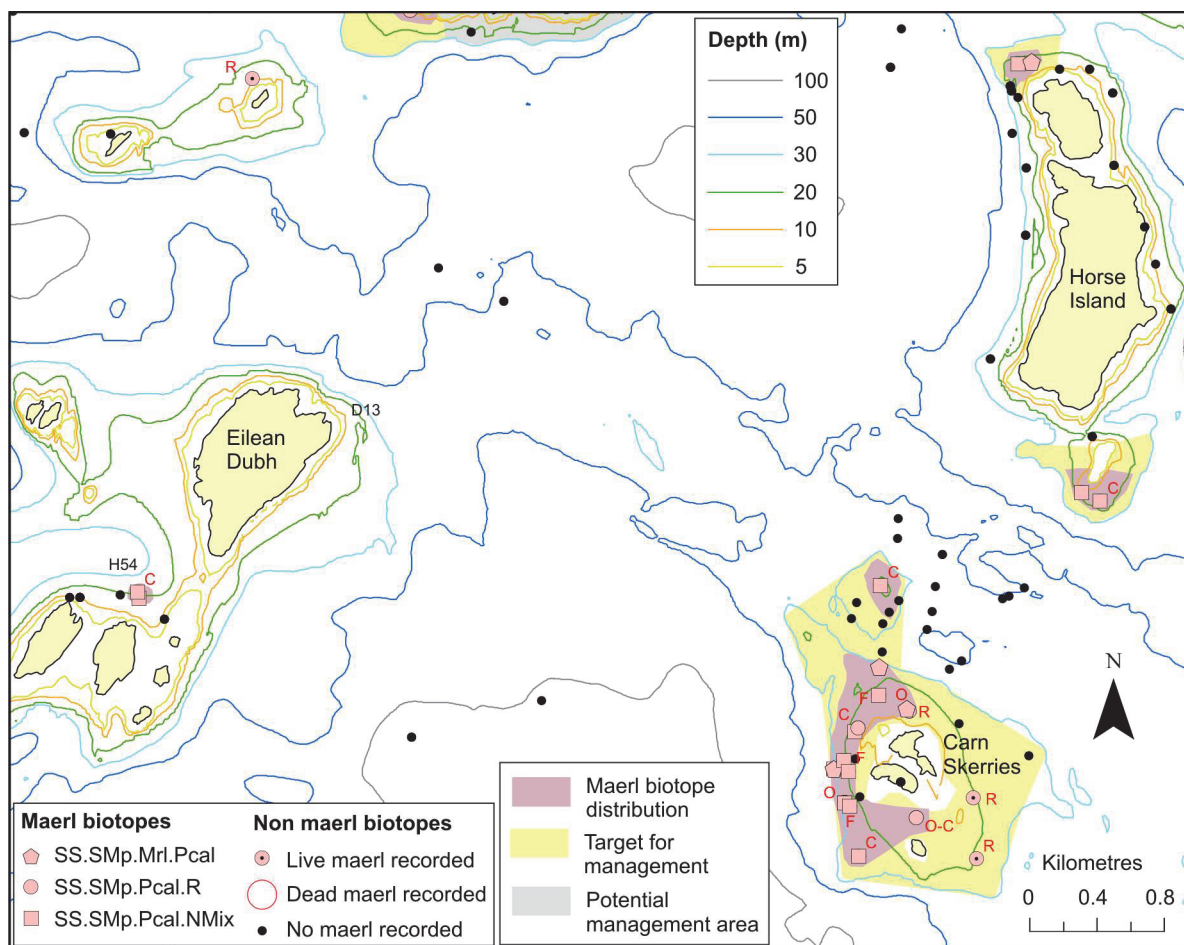 R
Depth (m)
100
50
30
20
10
5
Horse
Island
C
D13
Eilean
Dubh
H54
C
C
N
O
F
R
C
Carn
Skerries
F
O
R
F
O-C
C
R
Maerl biotopes
SS.SMp.Mrl.Pcal
SS.SMp.Pcal.R
SS.SMp.Pcal.NMix
Non maerl biotopes
Live maerl recorded
Dead maerl recorded
No maerl recorded
Maerl biotope
distribution
Target for
management
Potential
management area
Kilometres
0 0.4 0.8